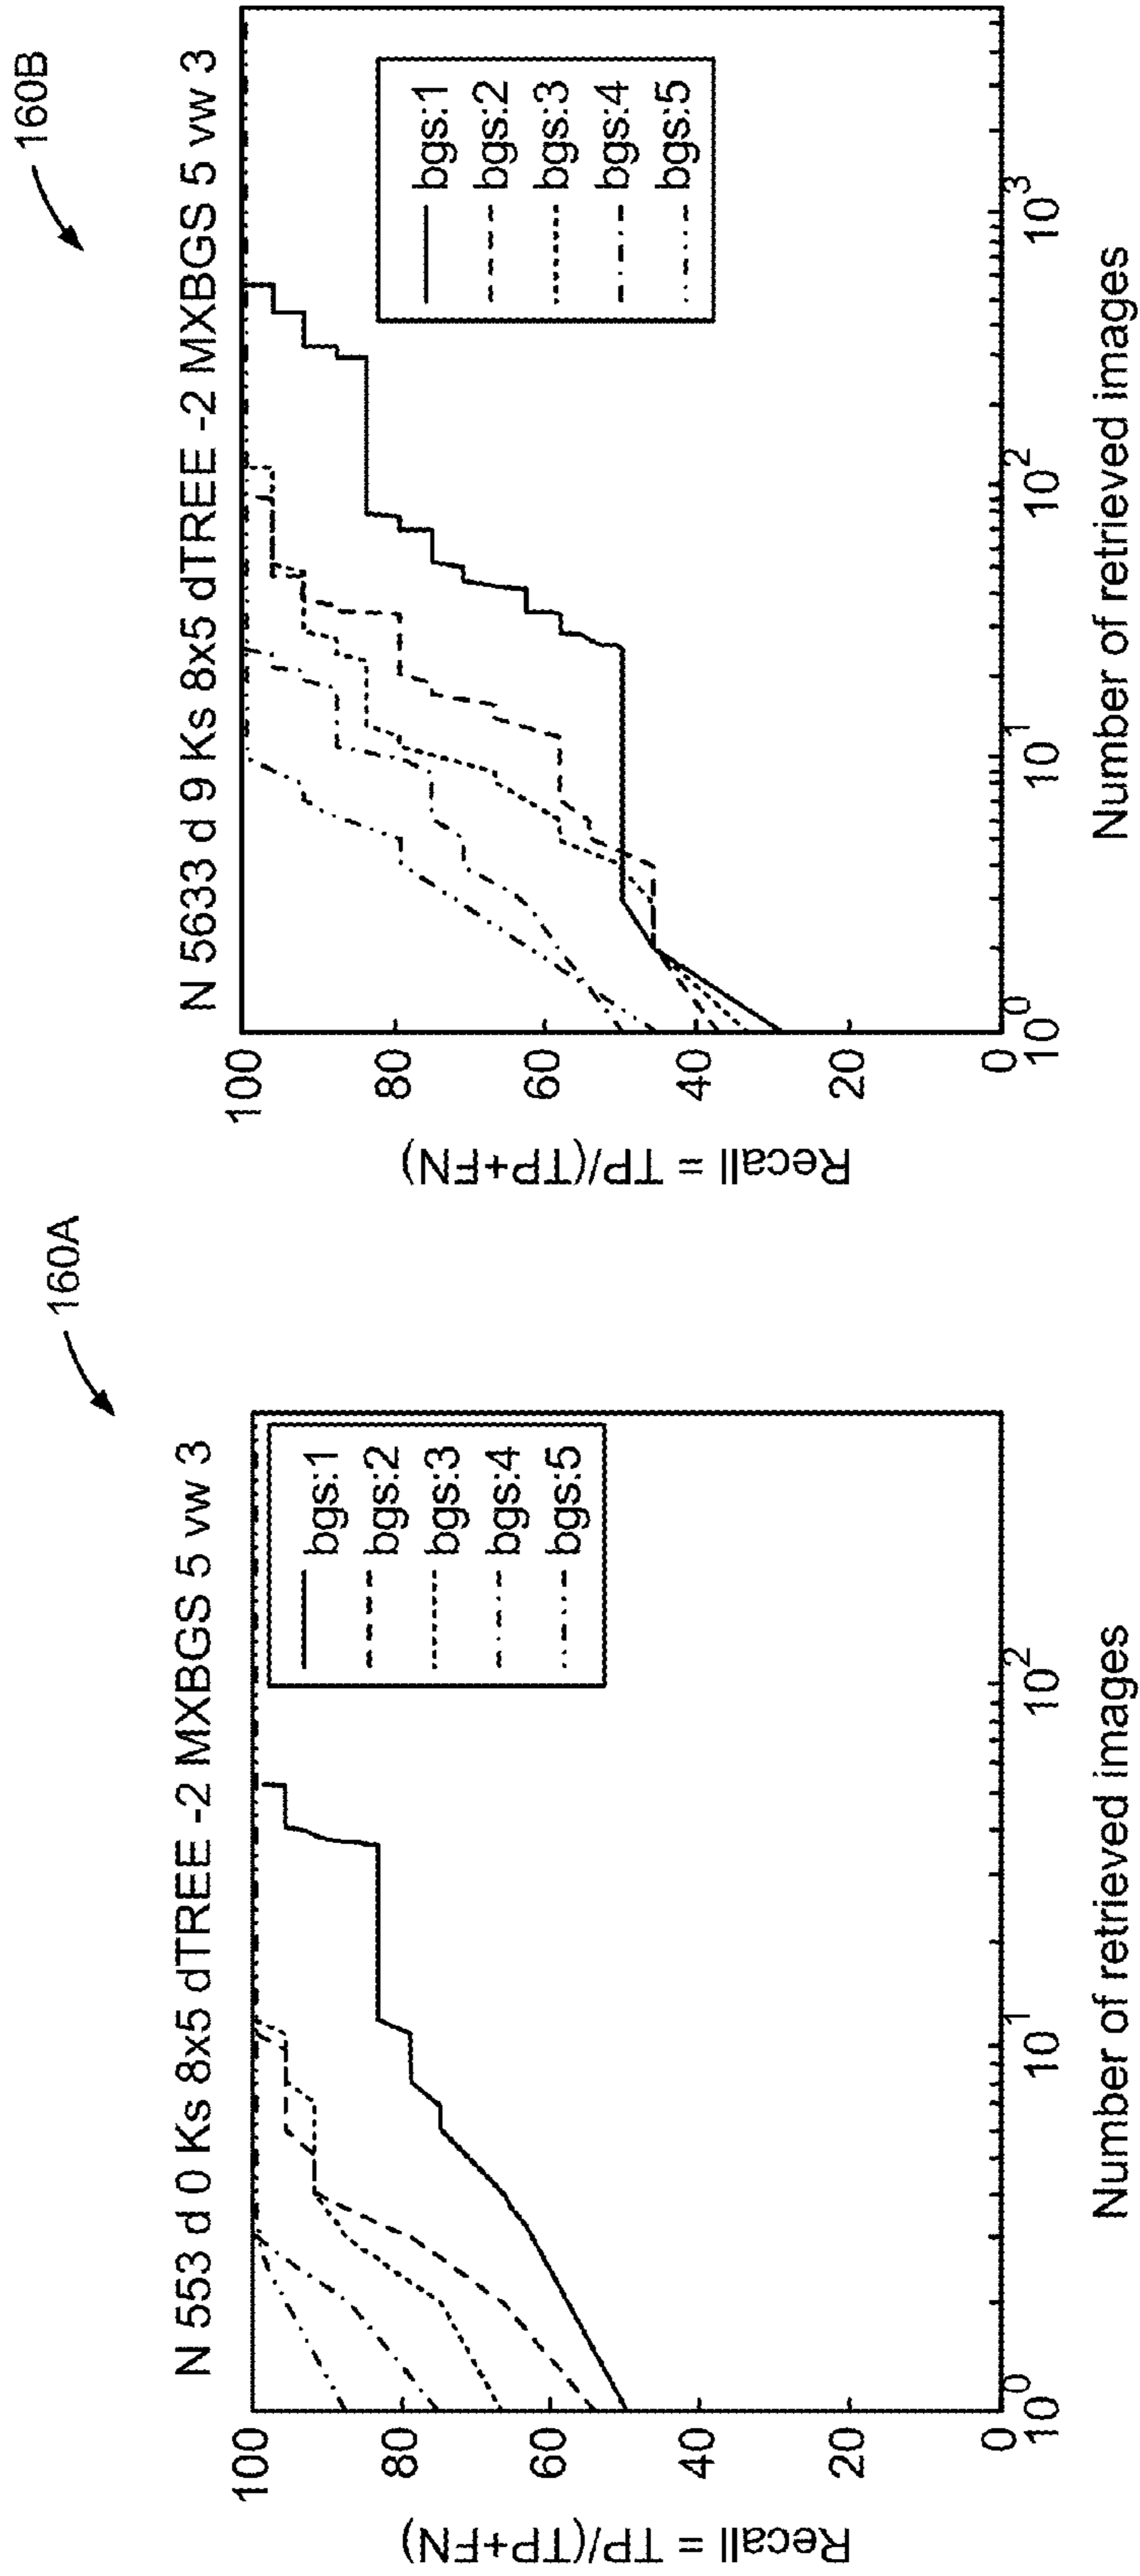 160A
N 553 d 0 Ks 8x5 dTREE -2 MXBGS 5 vw 3
Recall = TP/(TP+FN)
100
80
60
40
20
0
bgs:1
bgs:2
bgs:3
bgs:4
bgs:5
10^0
10^1
10^2
Number of retrieved images
160B
N 5633 d 9 Ks 8x5 dTREE -2 MXBGS 5 vw 3
Recall = TP/(TP+FN)
100
80
60
40
20
0
bgs:1
bgs:2
bgs:3
bgs:4
bgs:5
10^0
10^1
10^2
10^3
Number of retrieved images